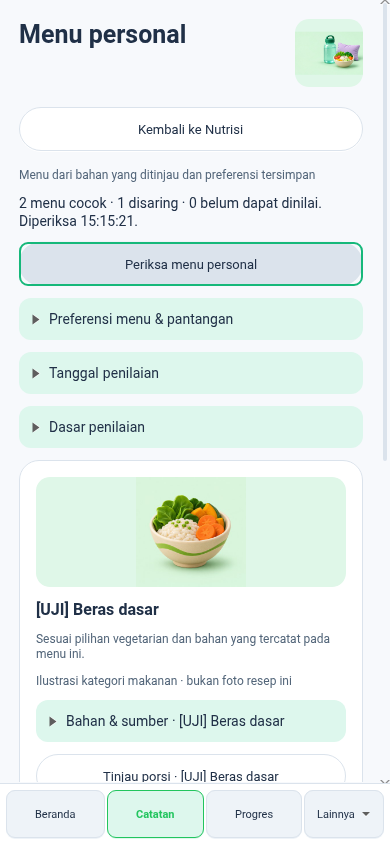 Menu personal
Kembali ke Nutrisi
Menu dari bahan yang ditinjau dan preferensi tersimpan
2 menu cocok · 1 disaring · 0 belum dapat dinilai.
Diperiksa 15:15:21.
Periksa menu personal
Preferensi menu & pantangan
Tanggal penilaian
Dasar penilaian
[UJI] Beras dasar
Sesuai pilihan vegetarian dan bahan yang tercatat pada
menu ini.
Ilustrasi kategori makanan · bukan foto resep ini
Bahan & sumber · [UJI] Beras dasar
Tinjau porsi · [UJI] Beras dasar
Beranda
Catatan
Progres
Lainnya